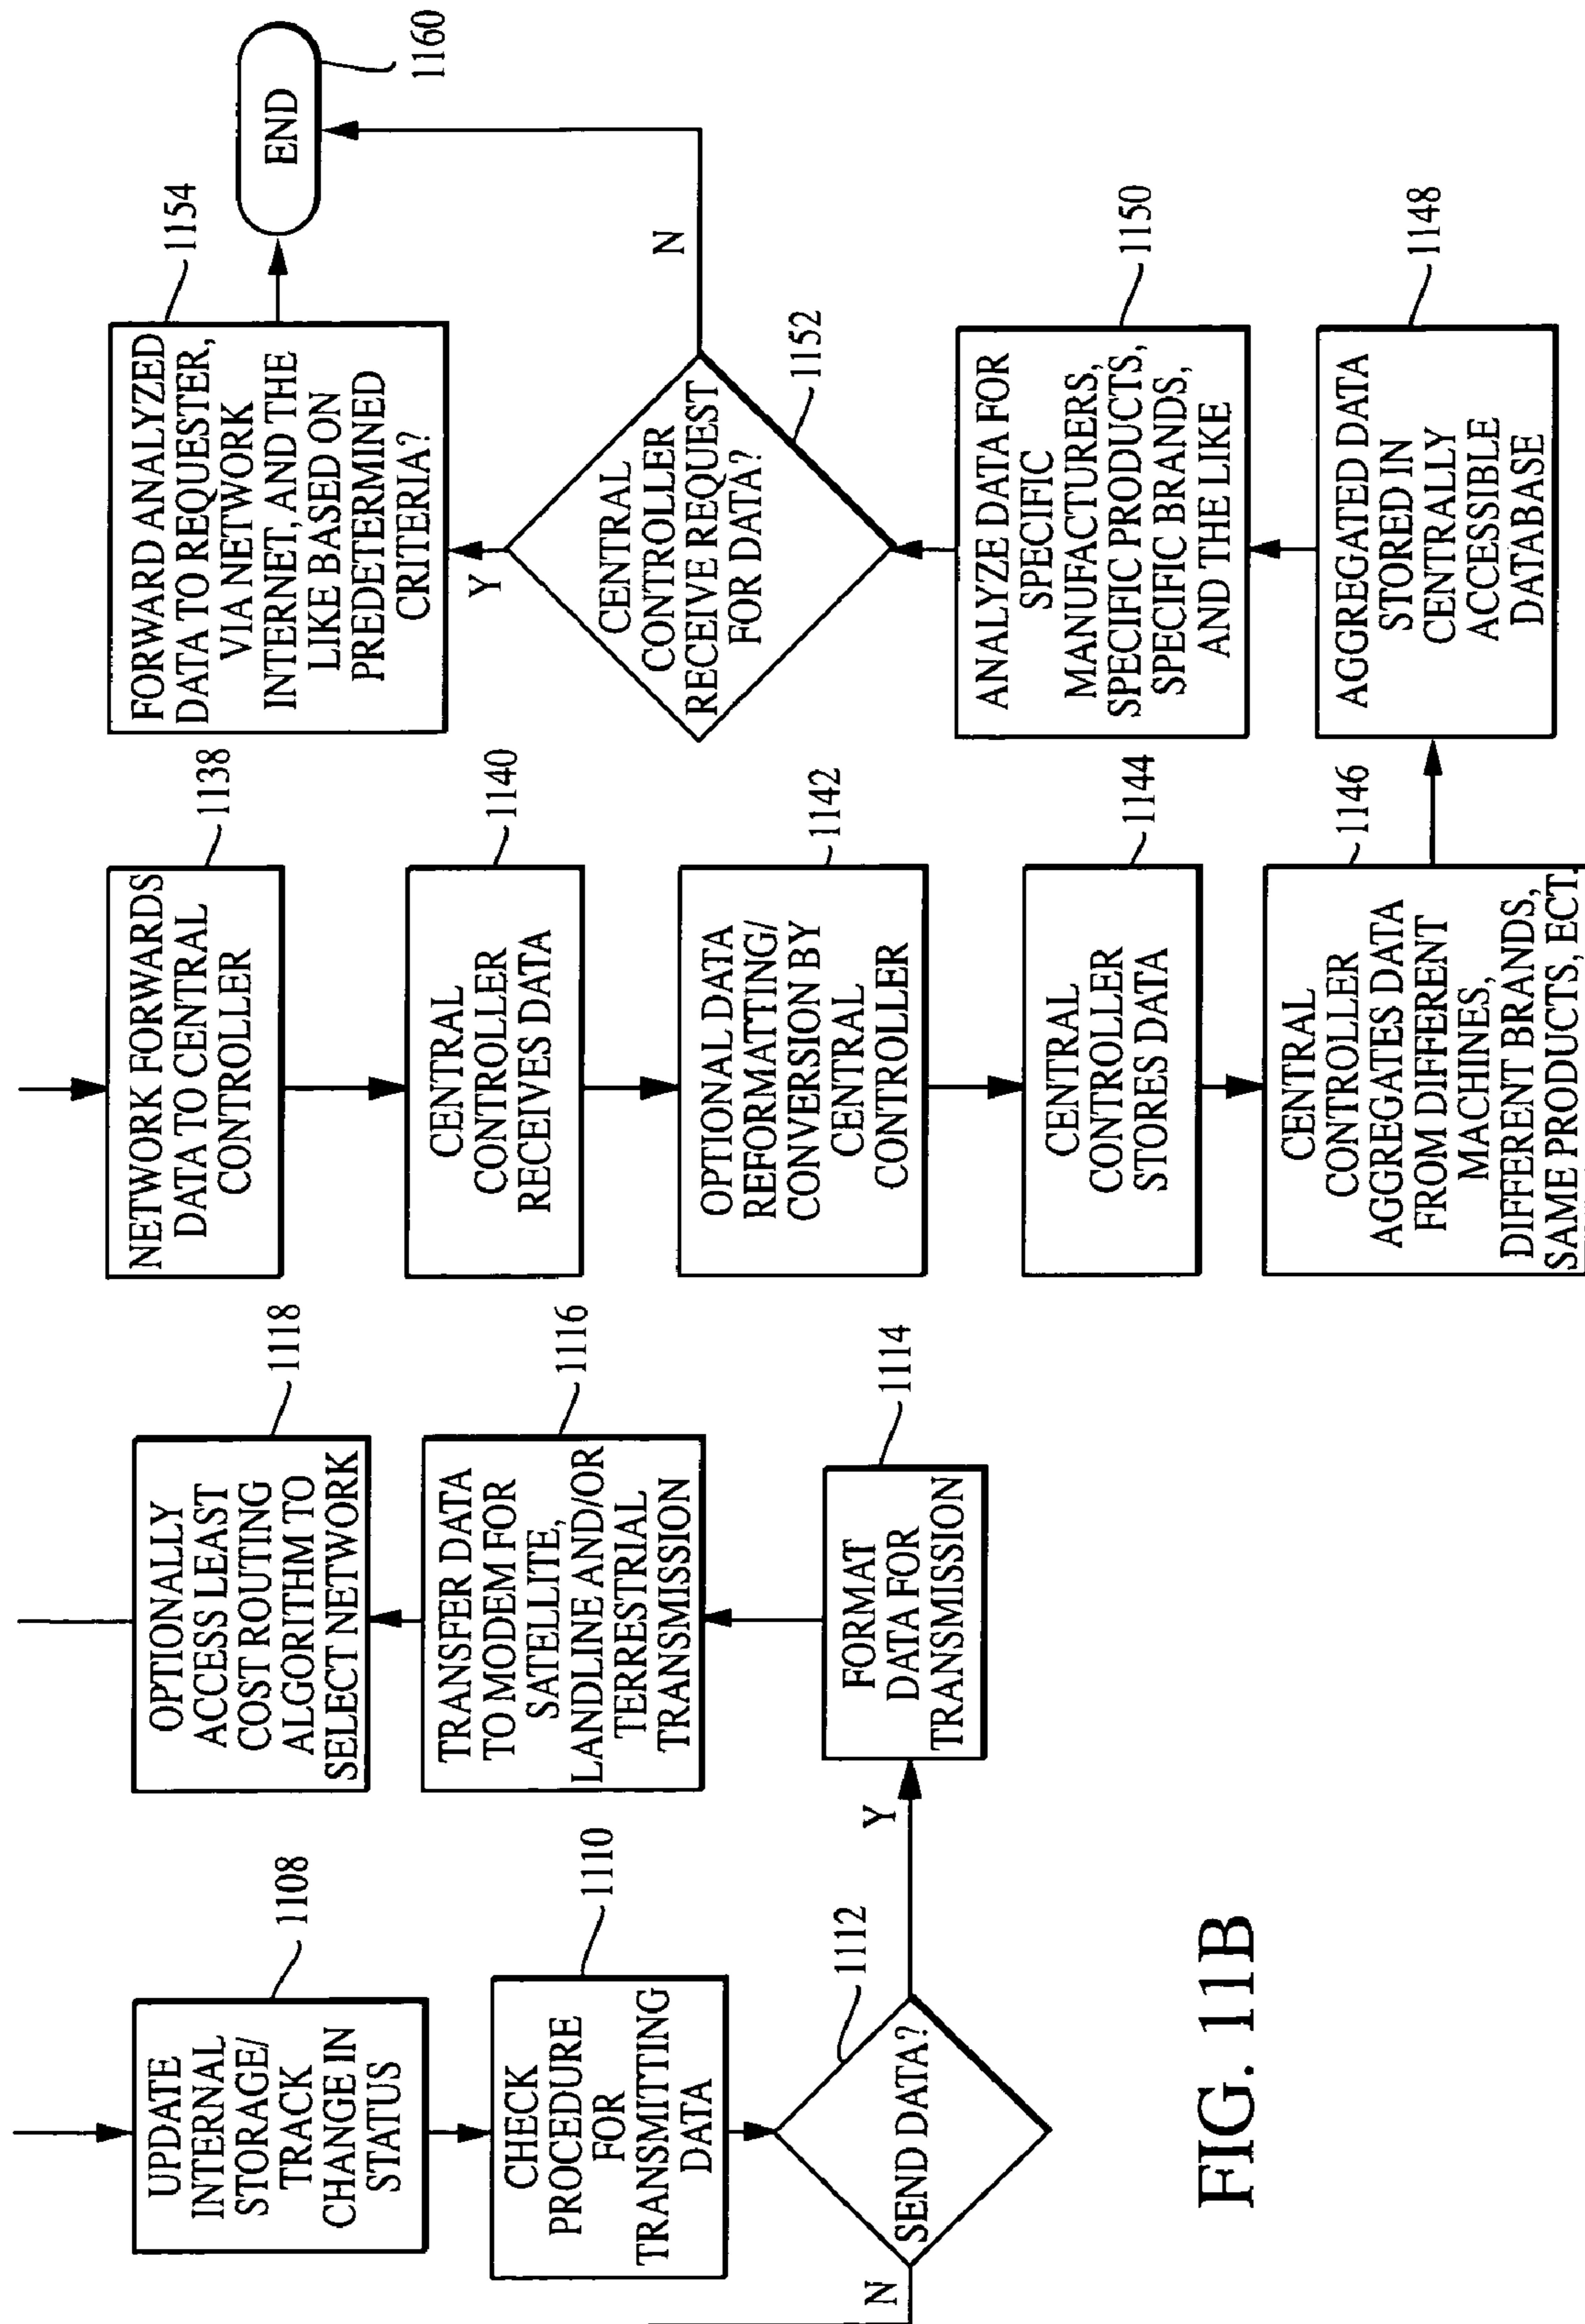 UPDATE
INTERNAL
STORAGE/
TRACK
CHANGE IN
STATUS
1108
CHECK
PROCEDURE
FOR
TRANSMITTING
DATA
1110
SEND DATA?
1112
N
Y
FORMAT
DATA FOR
TRANSMISSION
1114
TRANSFER DATA
TO MODEM FOR
SATELLITE,
LANDLINE AND/OR
TERRESTRIAL
TRANSMISSION
1116
OPTIONALLY
ACCESS LEAST
COST ROUTING
ALGORITHM TO
SELECT NETWORK
1118
NETWORK FORWARDS
DATA TO CENTRAL
CONTROLLER
1138
CENTRAL
CONTROLLER
RECEIVES DATA
1140
OPTIONAL DATA
REFORMATTING/
CONVERSION BY
CENTRAL
CONTROLLER
1142
CENTRAL
CONTROLLER
STORES DATA
1144
CENTRAL
CONTROLLER
AGGREGATES DATA
FROM DIFFERENT
MACHINES,
DIFFERENT BRANDS,
SAME PRODUCTS, ECT.
1146
AGGREGATED DATA
STORED IN
CENTRALLY
ACCESSIBLE
DATABASE
1148
ANALYZE DATA FOR
SPECIFIC
MANUFACTURERS,
SPECIFIC PRODUCTS,
SPECIFIC BRANDS,
AND THE LIKE
1150
CENTRAL
CONTROLLER
RECEIVE REQUEST
FOR DATA?
1152
Y
N
FORWARD ANALYZED
DATA TO REQUESTER,
VIA NETWORK
INTERNET, AND THE
LIKE BASED ON
PREDETERMINED
CRITERIA?
1154
END
1160
FIG. 11B